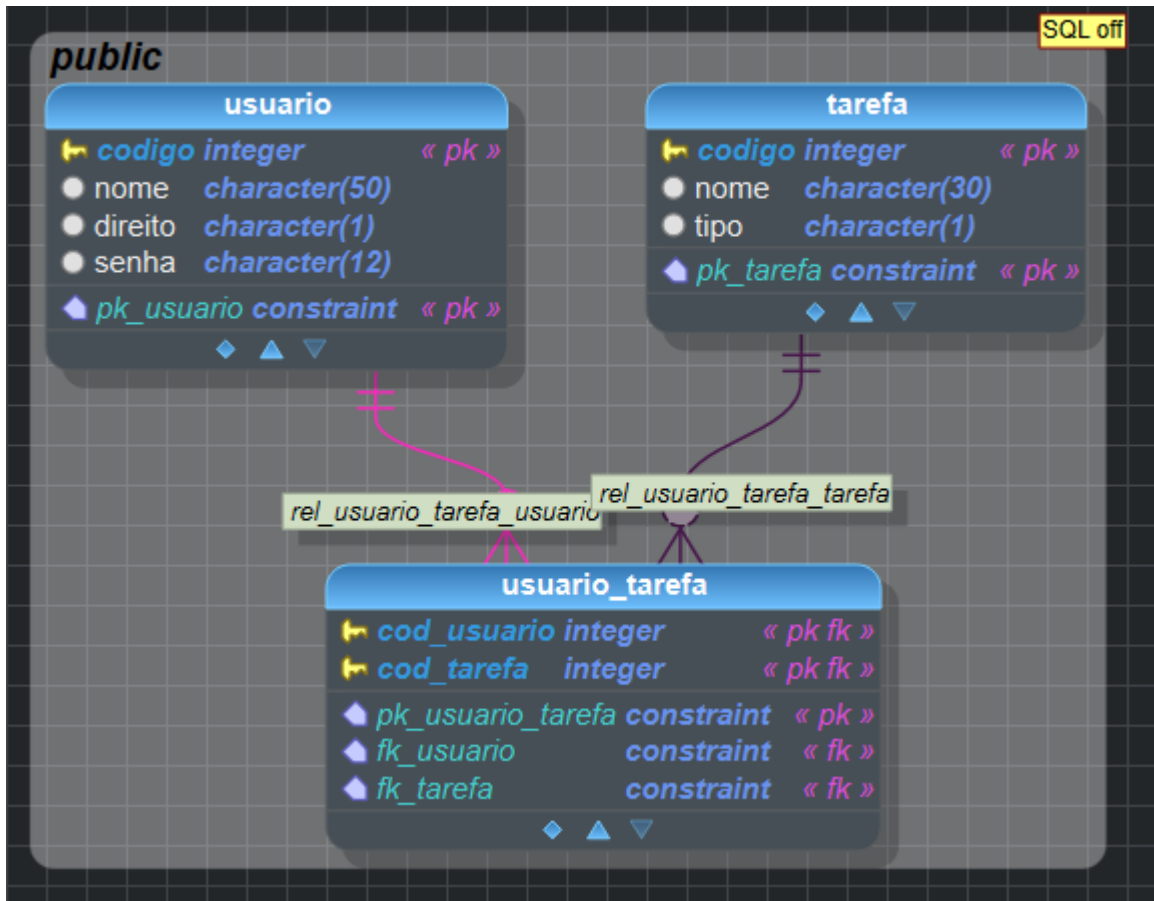 SQL off
public
usuario
codigo integer « pk »
nome character(50)
direito character(1)
senha character(12)
pk_usuario constraint « pk »
tarefa
codigo integer « pk »
nome character(30)
tipo character(1)
pk_tarefa constraint « pk »
rel_usuario_tarefa_usuario
rel_usuario_tarefa_tarefa
usuario_tarefa
cod_usuario integer « pk fk »
cod_tarefa integer « pk fk »
pk_usuario_tarefa constraint « pk »
fk_usuario constraint « fk »
fk_tarefa constraint « fk »